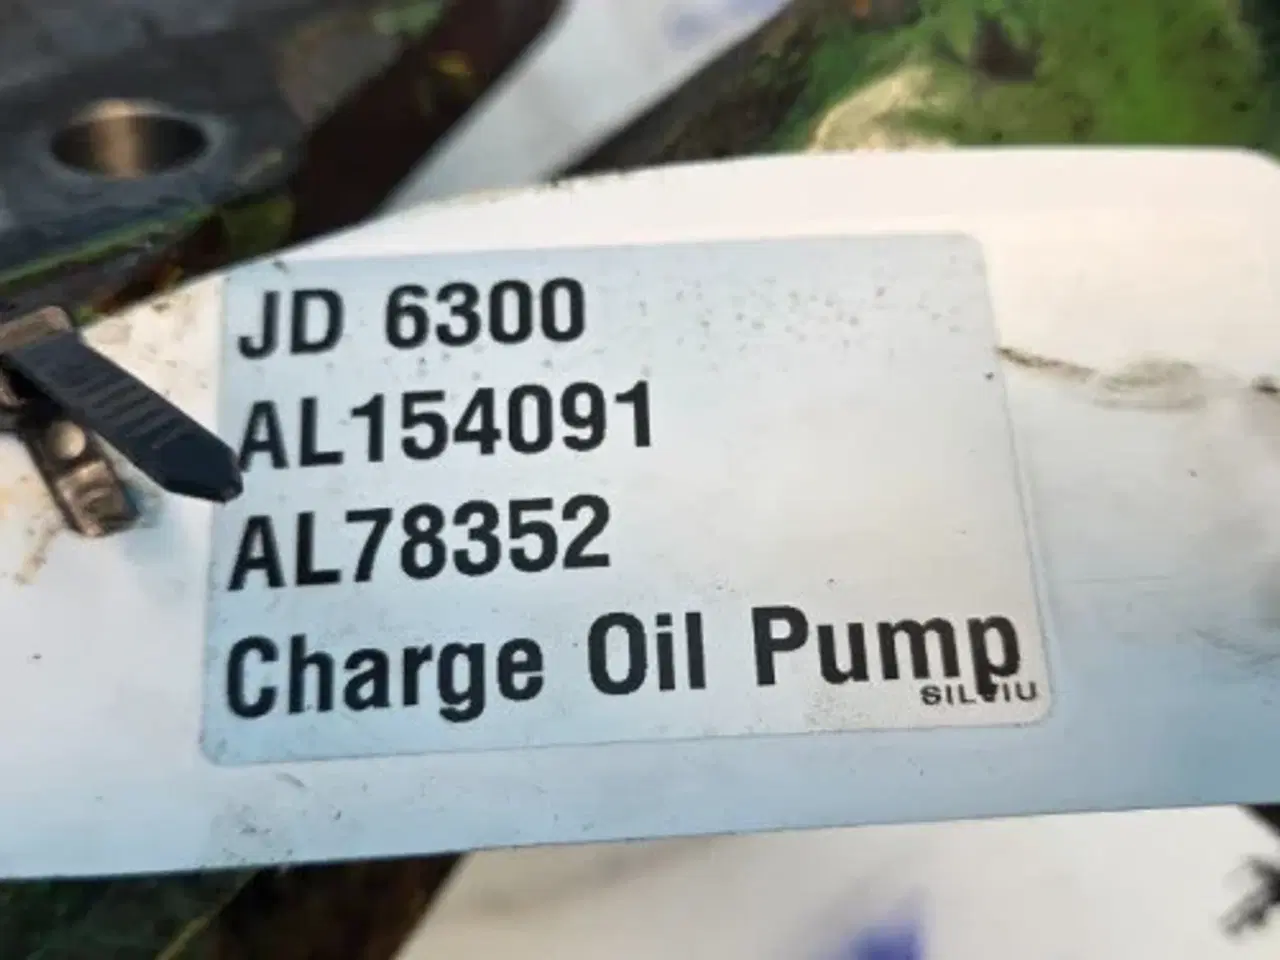 JD 6300
AL154091
AL78352
Charge Oil Pump
SILVIU